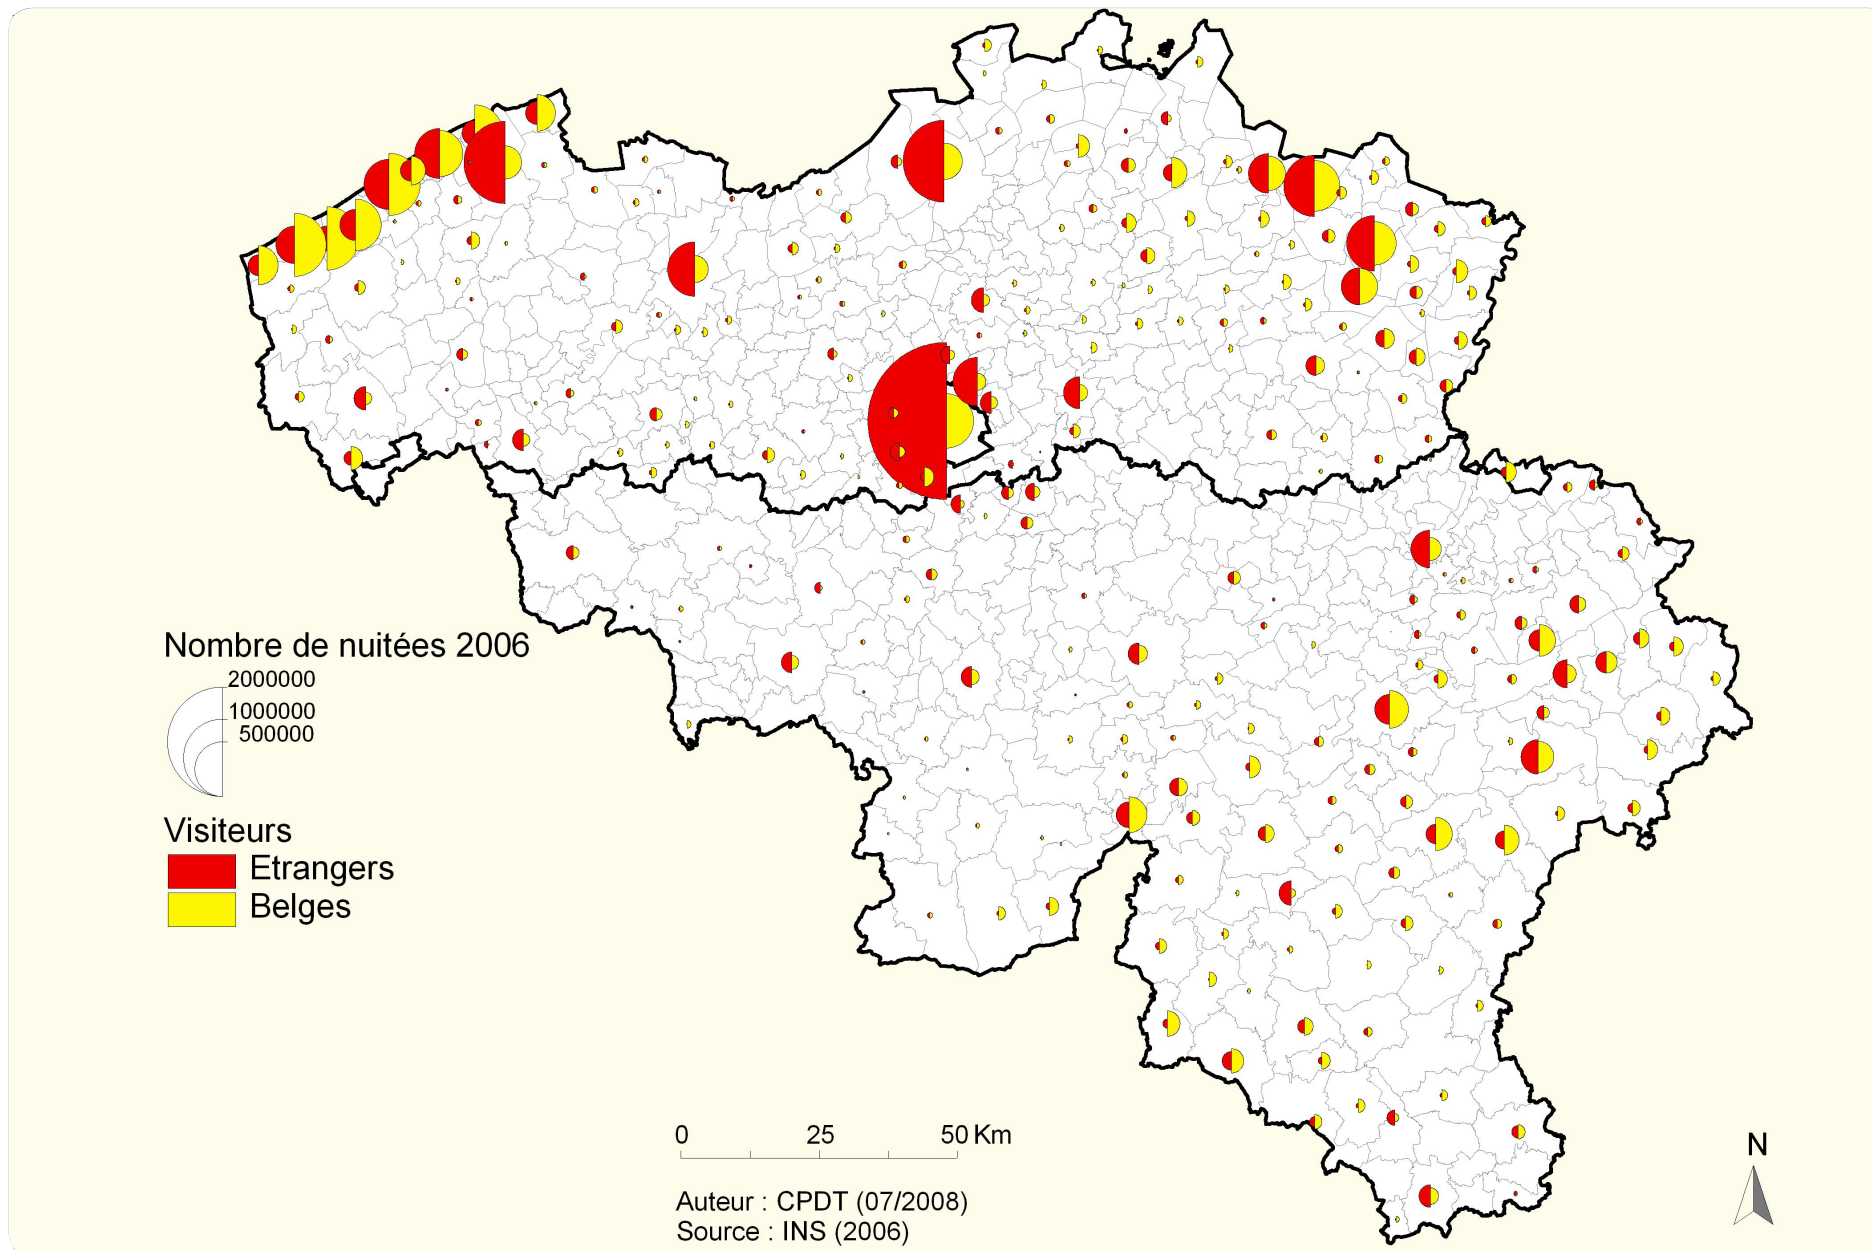 Nombre de nuitées 2006
2000000
1000000
500000
Visiteurs
Etrangers
Belges
0 25 50 Km
Auteur : CPDT (07/2008)
Source : INS (2006)
N